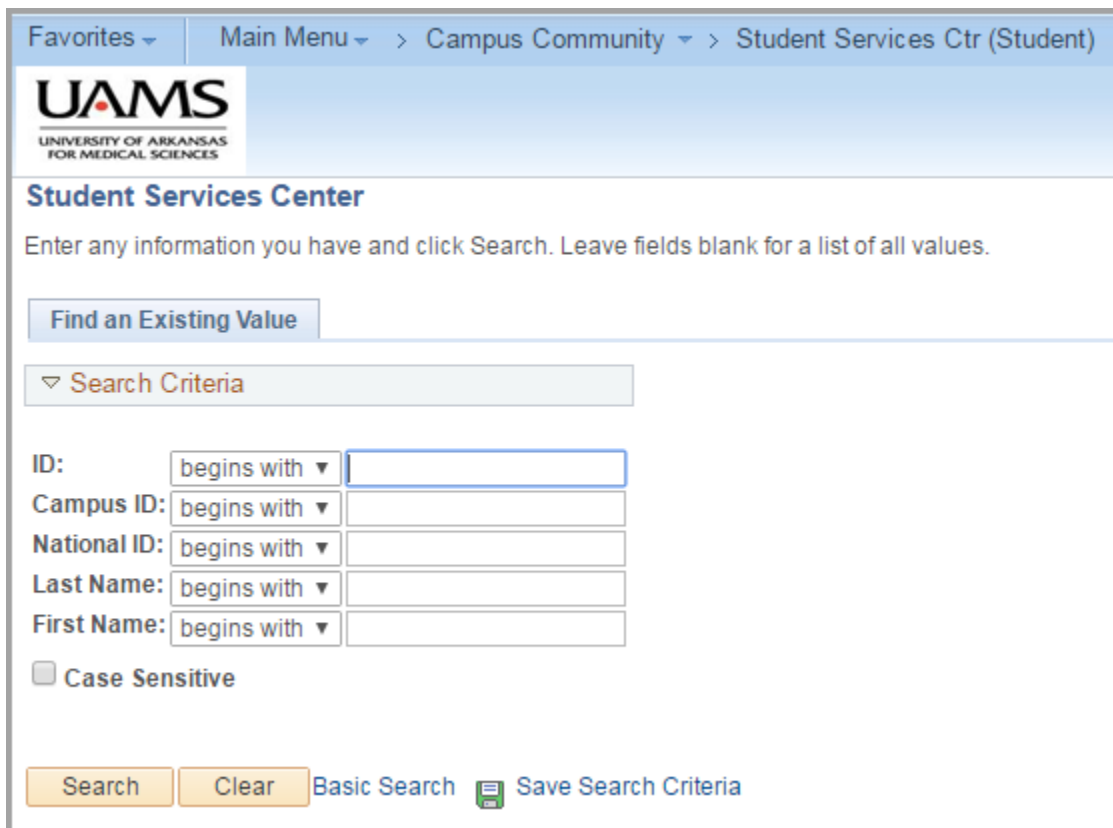 Favorites Main Menu > Campus Community > Student Services Ctr (Student)
UAMS
UNIVERSITY OF ARKANSAS
FOR MEDICAL SCIENCES
Student Services Center
Enter any information you have and click Search. Leave fields blank for a list of all values.
Find an Existing Value
Search Criteria
ID: begins with
Campus ID: begins with
National ID: begins with
Last Name: begins with
First Name: begins with
Case Sensitive
Search Clear Basic Search Save Search Criteria